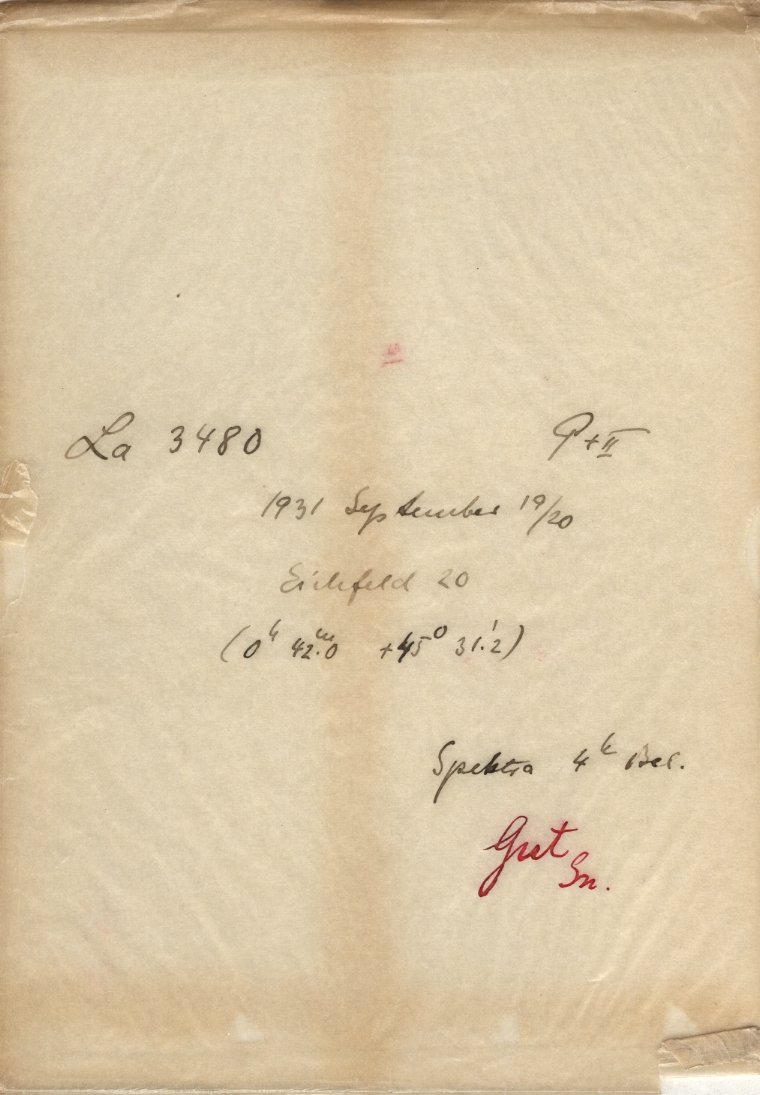 La 3480 P+II
1931 September 19/20
Eichfeld 20
(0h 42m.0 +45° 31'.2)
Spektra 4h Bel.
Gut
Sn.